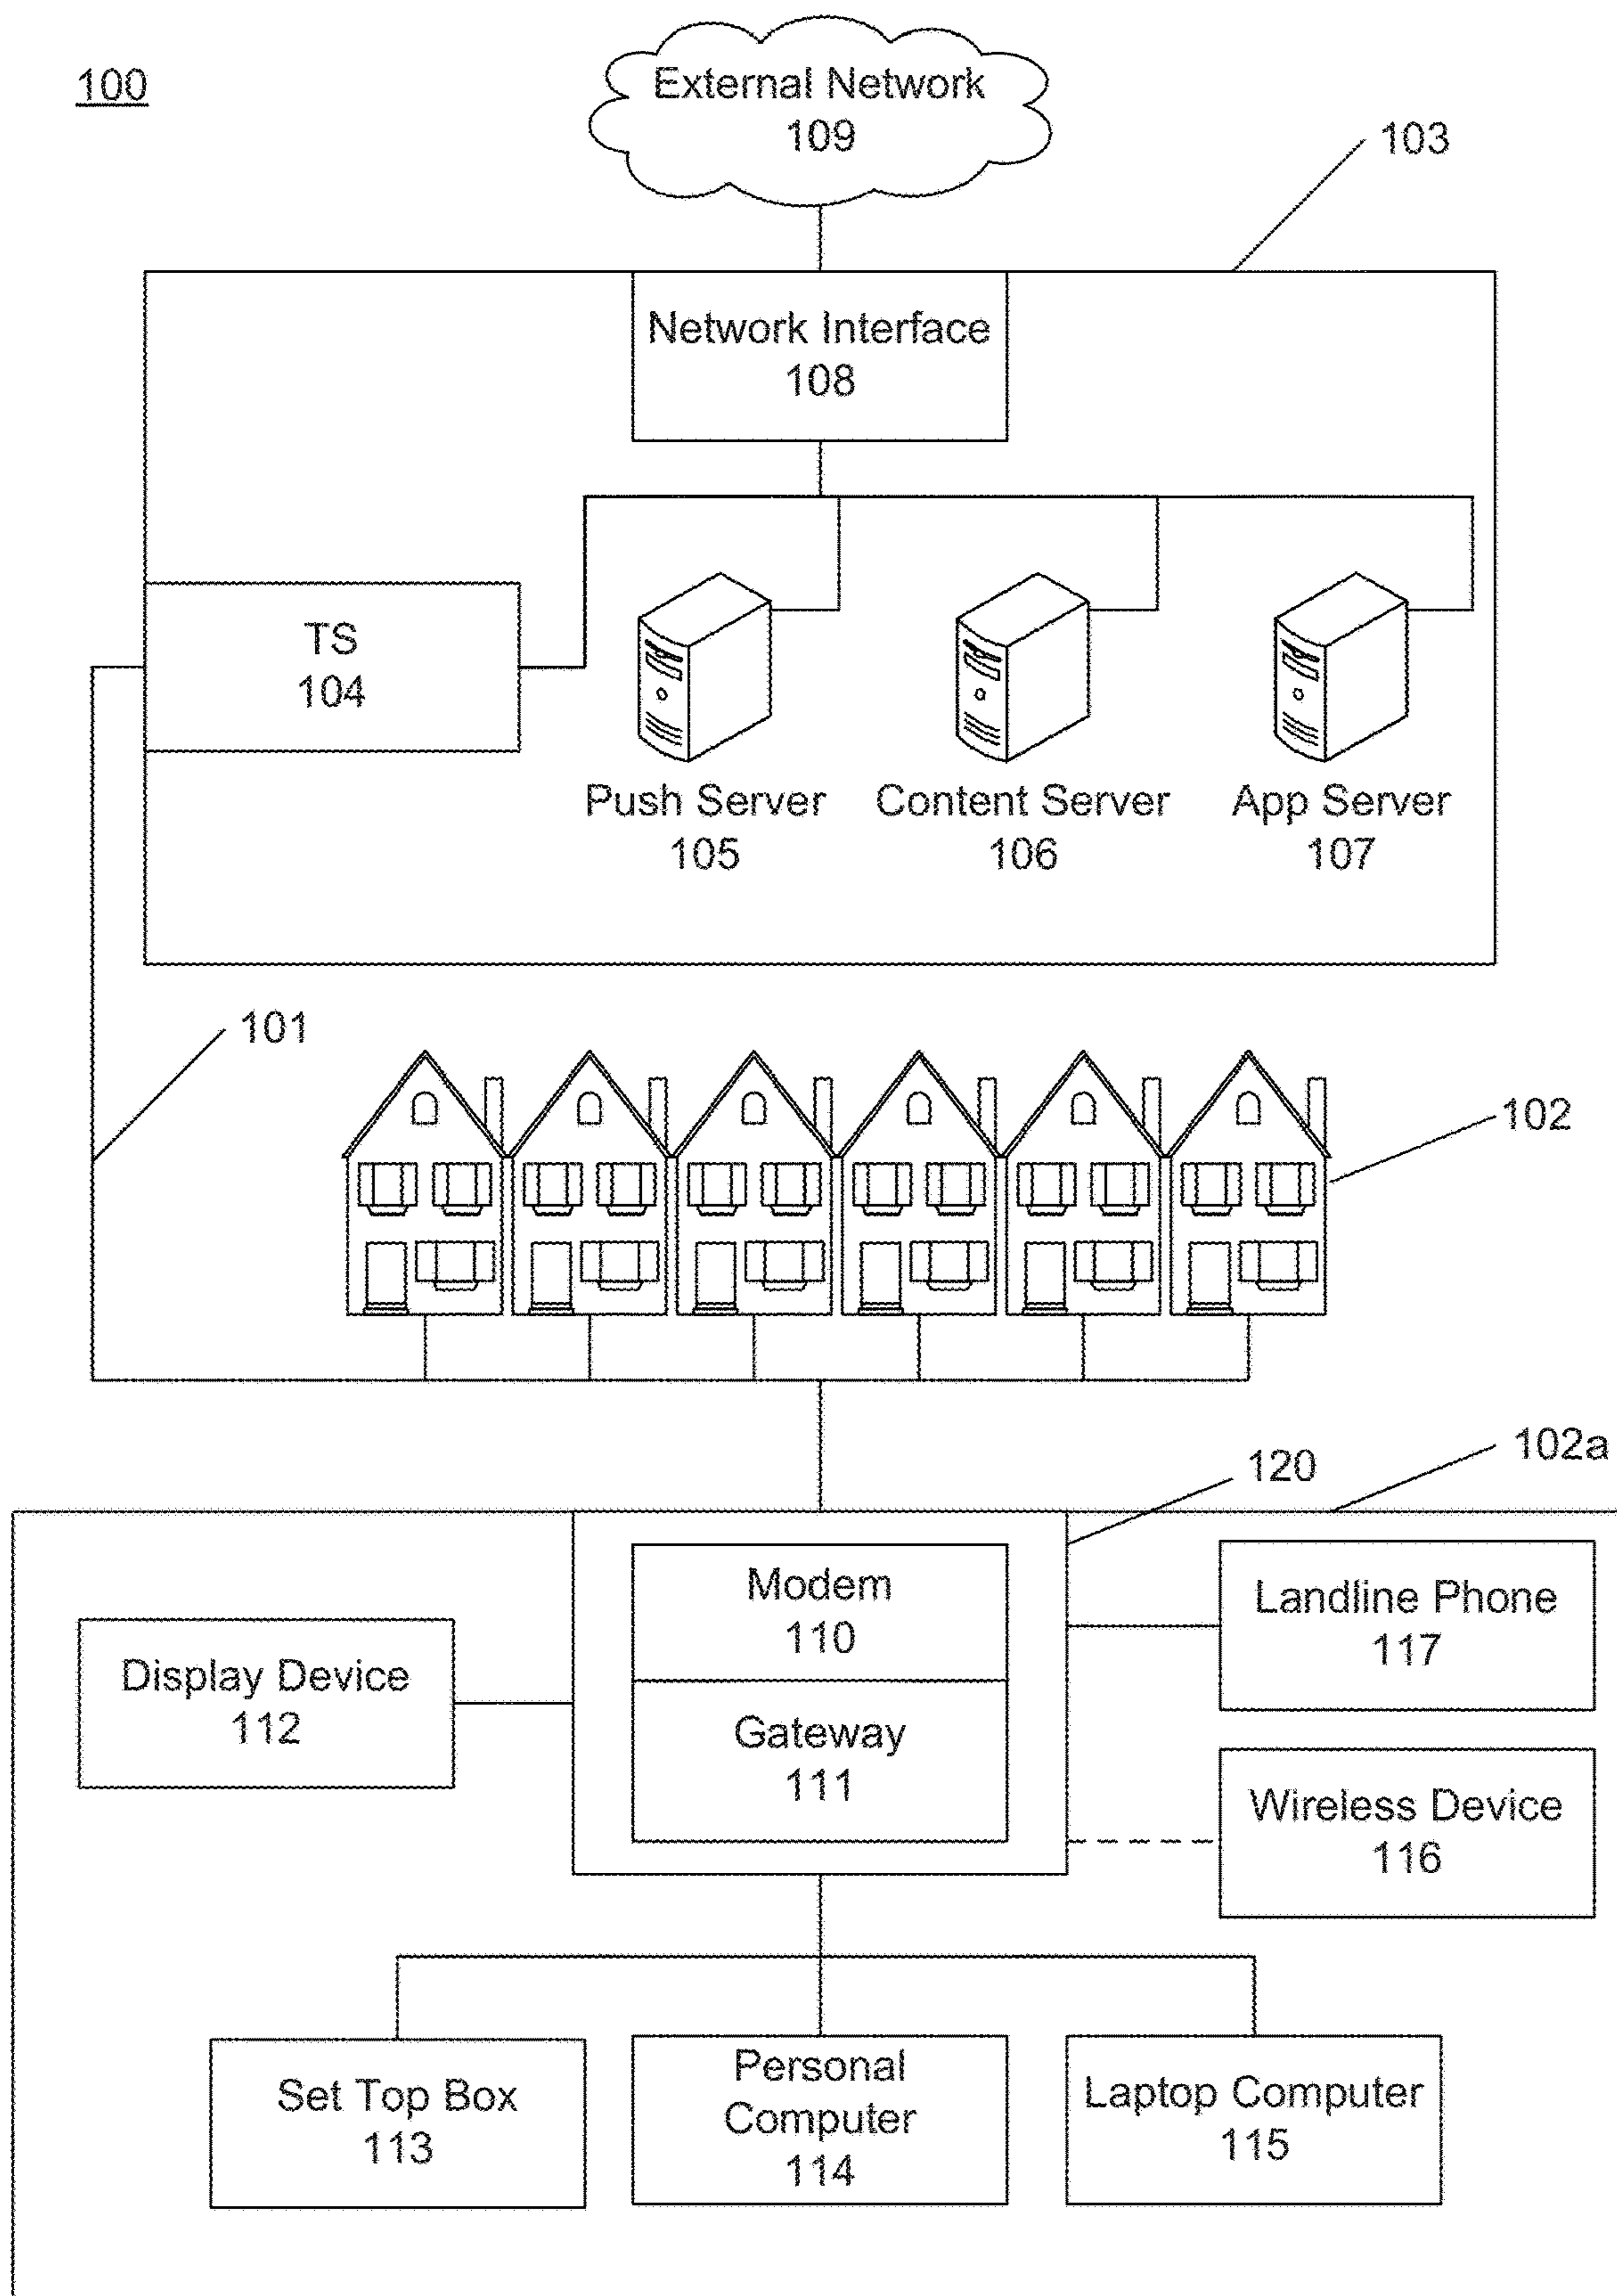 100
External Network
109
103
Network Interface
108
TS
104
Push Server
105
Content Server
106
App Server
107
101
102
102a
120
Modem
110
Landline Phone
117
Display Device
112
Gateway
111
Wireless Device
116
Set Top Box
113
Personal
Computer
114
Laptop Computer
115